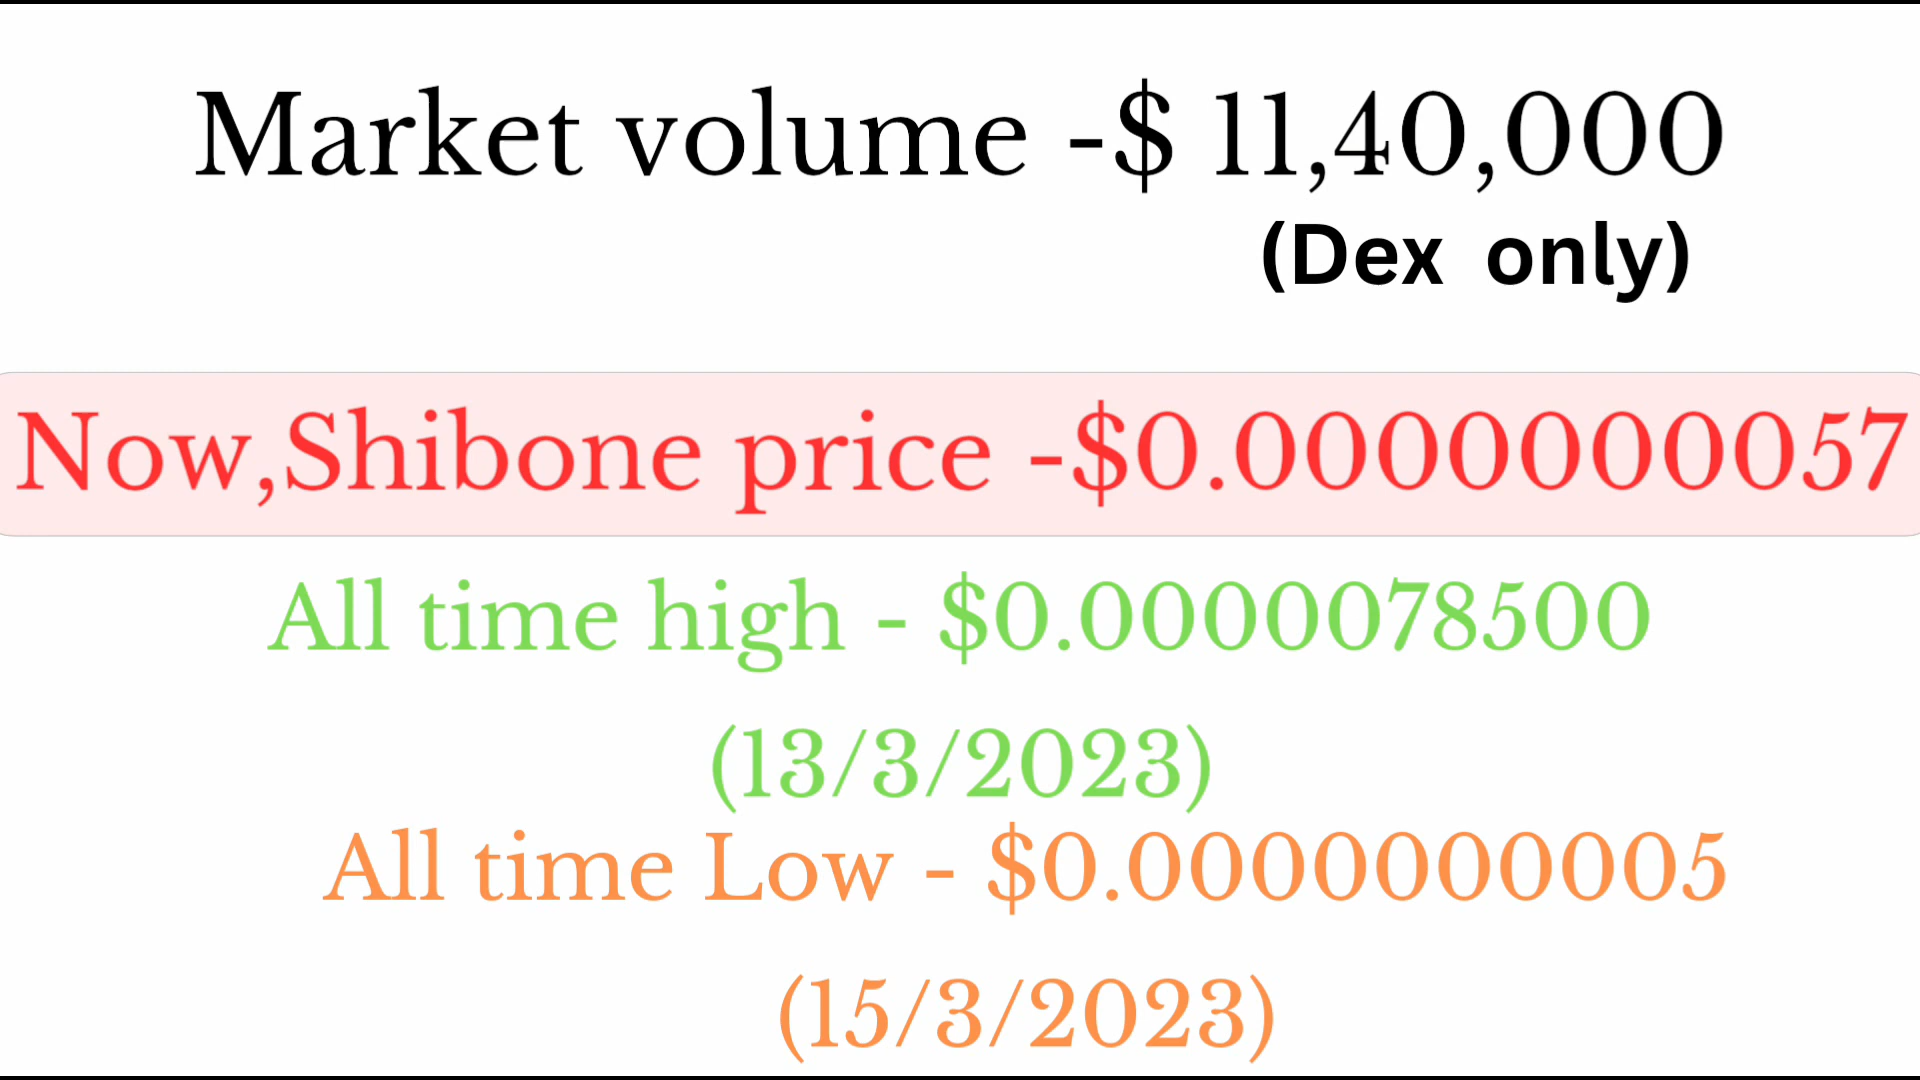 Market volume -$ 11,40,000
(Dex only)
Now,Shibone price -$0.0000000057
All time high - $0.0000078500
(13/3/2023)
All time Low - $0.0000000005
(15/3/2023)